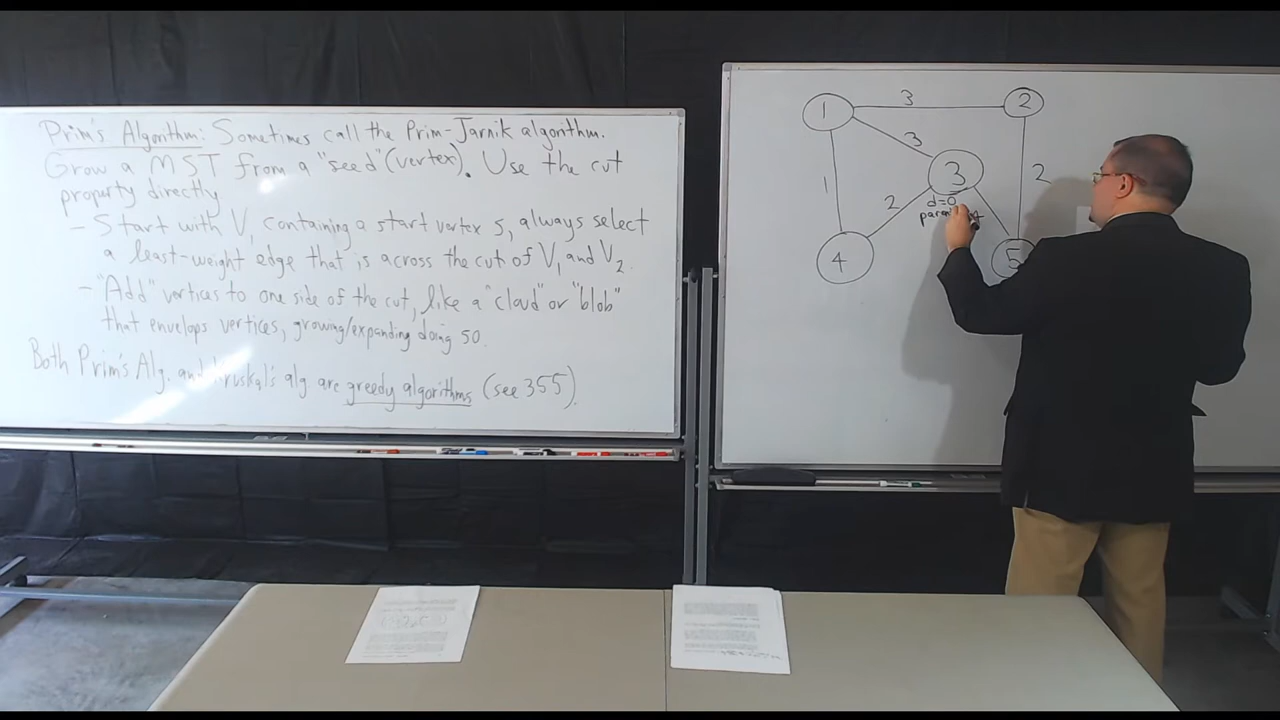 Prim's Algorithm: Sometimes call the Prim-Jarnik algorithm.
Grow a MST from a "seed" (vertex). Use the cut
property directly
- Start with V, containing a start vertex s, always select
a least-weight edge that is across the cut of V1 and V2.
- "Add" vertices to one side of the cut, like a "cloud" or "blob"
that envelops vertices, growing/expanding doing so.
Both Prim's Alg. and Kruskal's alg are greedy algorithms (see 355)
1 3 2
3
3
1 2 2
d=0
4 5